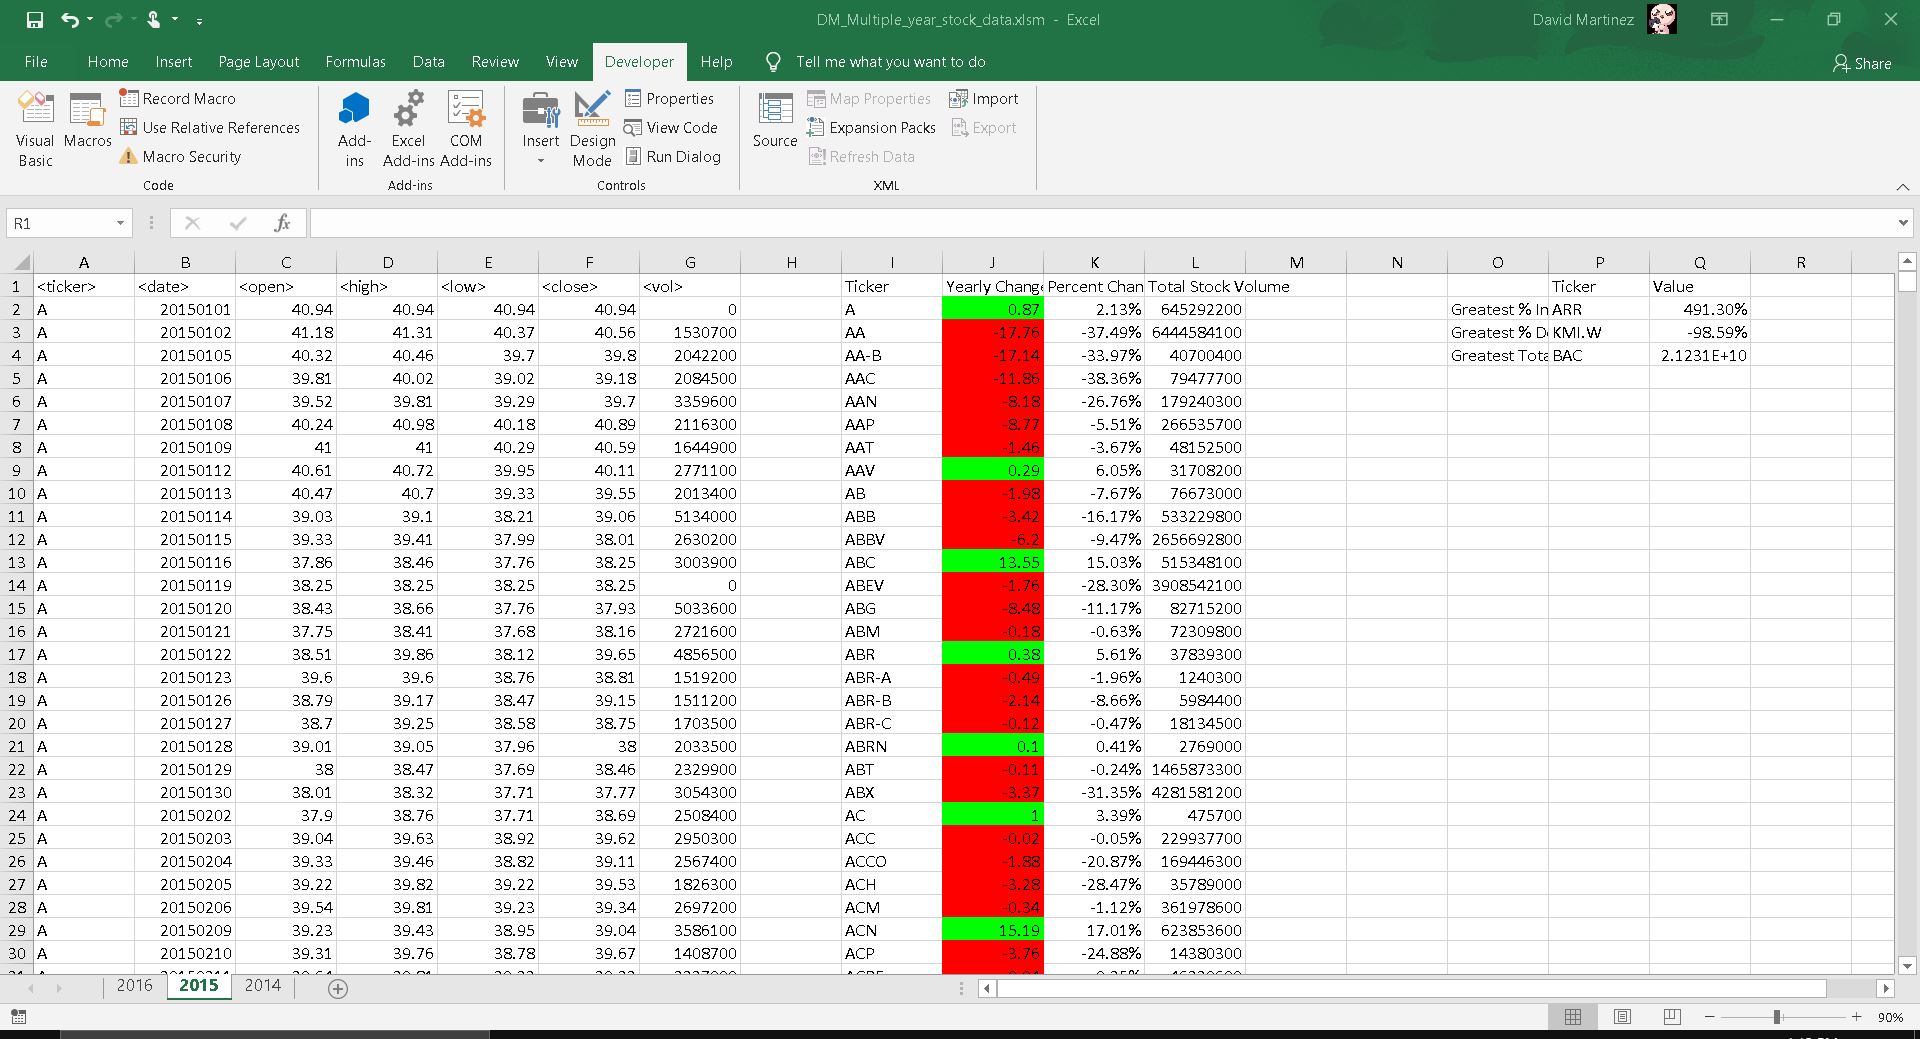 DM_Multiple_year_stock_data.xlsm - Excel
David Martinez
File Home Insert Page Layout Formulas Data Review View Developer Help Tell me what you want to do Share
Visual Basic
Macros
Record Macro
Use Relative References
Macro Security
Code
Add-ins
Excel Add-ins
COM Add-ins
Add-ins
Insert
Design Mode
Properties
View Code
Run Dialog
Controls
Source
Map Properties
Expansion Packs
Refresh Data
Import
Export
XML
R1
fx
A B C D E F G H I J K L M N O P Q R
1 <ticker> <date> <open> <high> <low> <close> <vol> Ticker Yearly Change Percent Chan Total Stock Volume Ticker Value
2 A 20150101 40.94 40.94 40.94 40.94 0 A 0.87 2.13% 645292200 Greatest % In ARR 491.30%
3 A 20150102 41.18 41.31 40.37 40.56 1530700 AA -17.76 -37.49% 6444584100 Greatest % D KMI.W -98.59%
4 A 20150105 40.32 40.46 39.7 39.8 2042200 AA-B -17.14 -33.97% 40700400 Greatest Tota BAC 2.1231E+10
5 A 20150106 39.81 40.02 39.02 39.18 2084500 AAC -11.86 -38.36% 79477700
6 A 20150107 39.52 39.81 39.29 39.7 3359600 AAN -8.18 -26.76% 179240300
7 A 20150108 40.24 40.98 40.18 40.89 2116300 AAP -8.77 -5.51% 266535700
8 A 20150109 41 41 40.29 40.59 1644900 AAT -1.46 -3.67% 48152500
9 A 20150112 40.61 40.72 39.95 40.11 2771100 AAV 0.29 6.05% 31708200
10 A 20150113 40.47 40.7 39.33 39.55 2013400 AB -1.98 -7.67% 76673000
11 A 20150114 39.03 39.1 38.21 39.06 5134000 ABB -3.42 -16.17% 533229800
12 A 20150115 39.33 39.41 37.99 38.01 2630200 ABBV -6.2 -9.47% 2656692800
13 A 20150116 37.86 38.46 37.76 38.25 3003900 ABC 13.55 15.03% 515348100
14 A 20150119 38.25 38.25 38.25 38.25 0 ABEV -1.76 -28.30% 3908542100
15 A 20150120 38.43 38.66 37.76 37.93 5033600 ABG -8.48 -11.17% 82715200
16 A 20150121 37.75 38.41 37.68 38.16 2721600 ABM -0.18 -0.63% 72309800
17 A 20150122 38.51 39.86 38.12 39.65 4856500 ABR 0.38 5.61% 37839300
18 A 20150123 39.6 39.6 38.76 38.81 1519200 ABR-A -0.49 -1.96% 1240300
19 A 20150126 38.79 39.17 38.47 39.15 1511200 ABR-B -2.14 -8.66% 5984400
20 A 20150127 38.7 39.25 38.58 38.75 1703500 ABR-C -0.12 -0.47% 18134500
21 A 20150128 39.01 39.05 37.96 38 2033500 ABRN 0.1 0.41% 2769000
22 A 20150129 38 38.47 37.69 38.46 2329900 ABT -0.11 -0.24% 1465873300
23 A 20150130 38.01 38.32 37.71 37.77 3054300 ABX -3.37 -31.35% 4281581200
24 A 20150202 37.9 38.76 37.71 38.69 2508400 AC 1 3.39% 475700
25 A 20150203 39.04 39.63 38.92 39.62 2950300 ACC -0.02 -0.05% 229937700
26 A 20150204 39.33 39.46 38.82 39.11 2567400 ACCO -1.88 -20.87% 169446300
27 A 20150205 39.22 39.82 39.22 39.53 1826300 ACH -3.28 -28.47% 35789000
28 A 20150206 39.54 39.81 39.23 39.34 2697200 ACM -0.34 -1.12% 361978600
29 A 20150209 39.23 39.43 38.95 39.04 3586100 ACN 15.19 17.01% 623853600
30 A 20150210 39.31 39.76 38.78 39.67 1408700 ACP -3.76 -24.88% 14380300
2016 2015 2014
90%